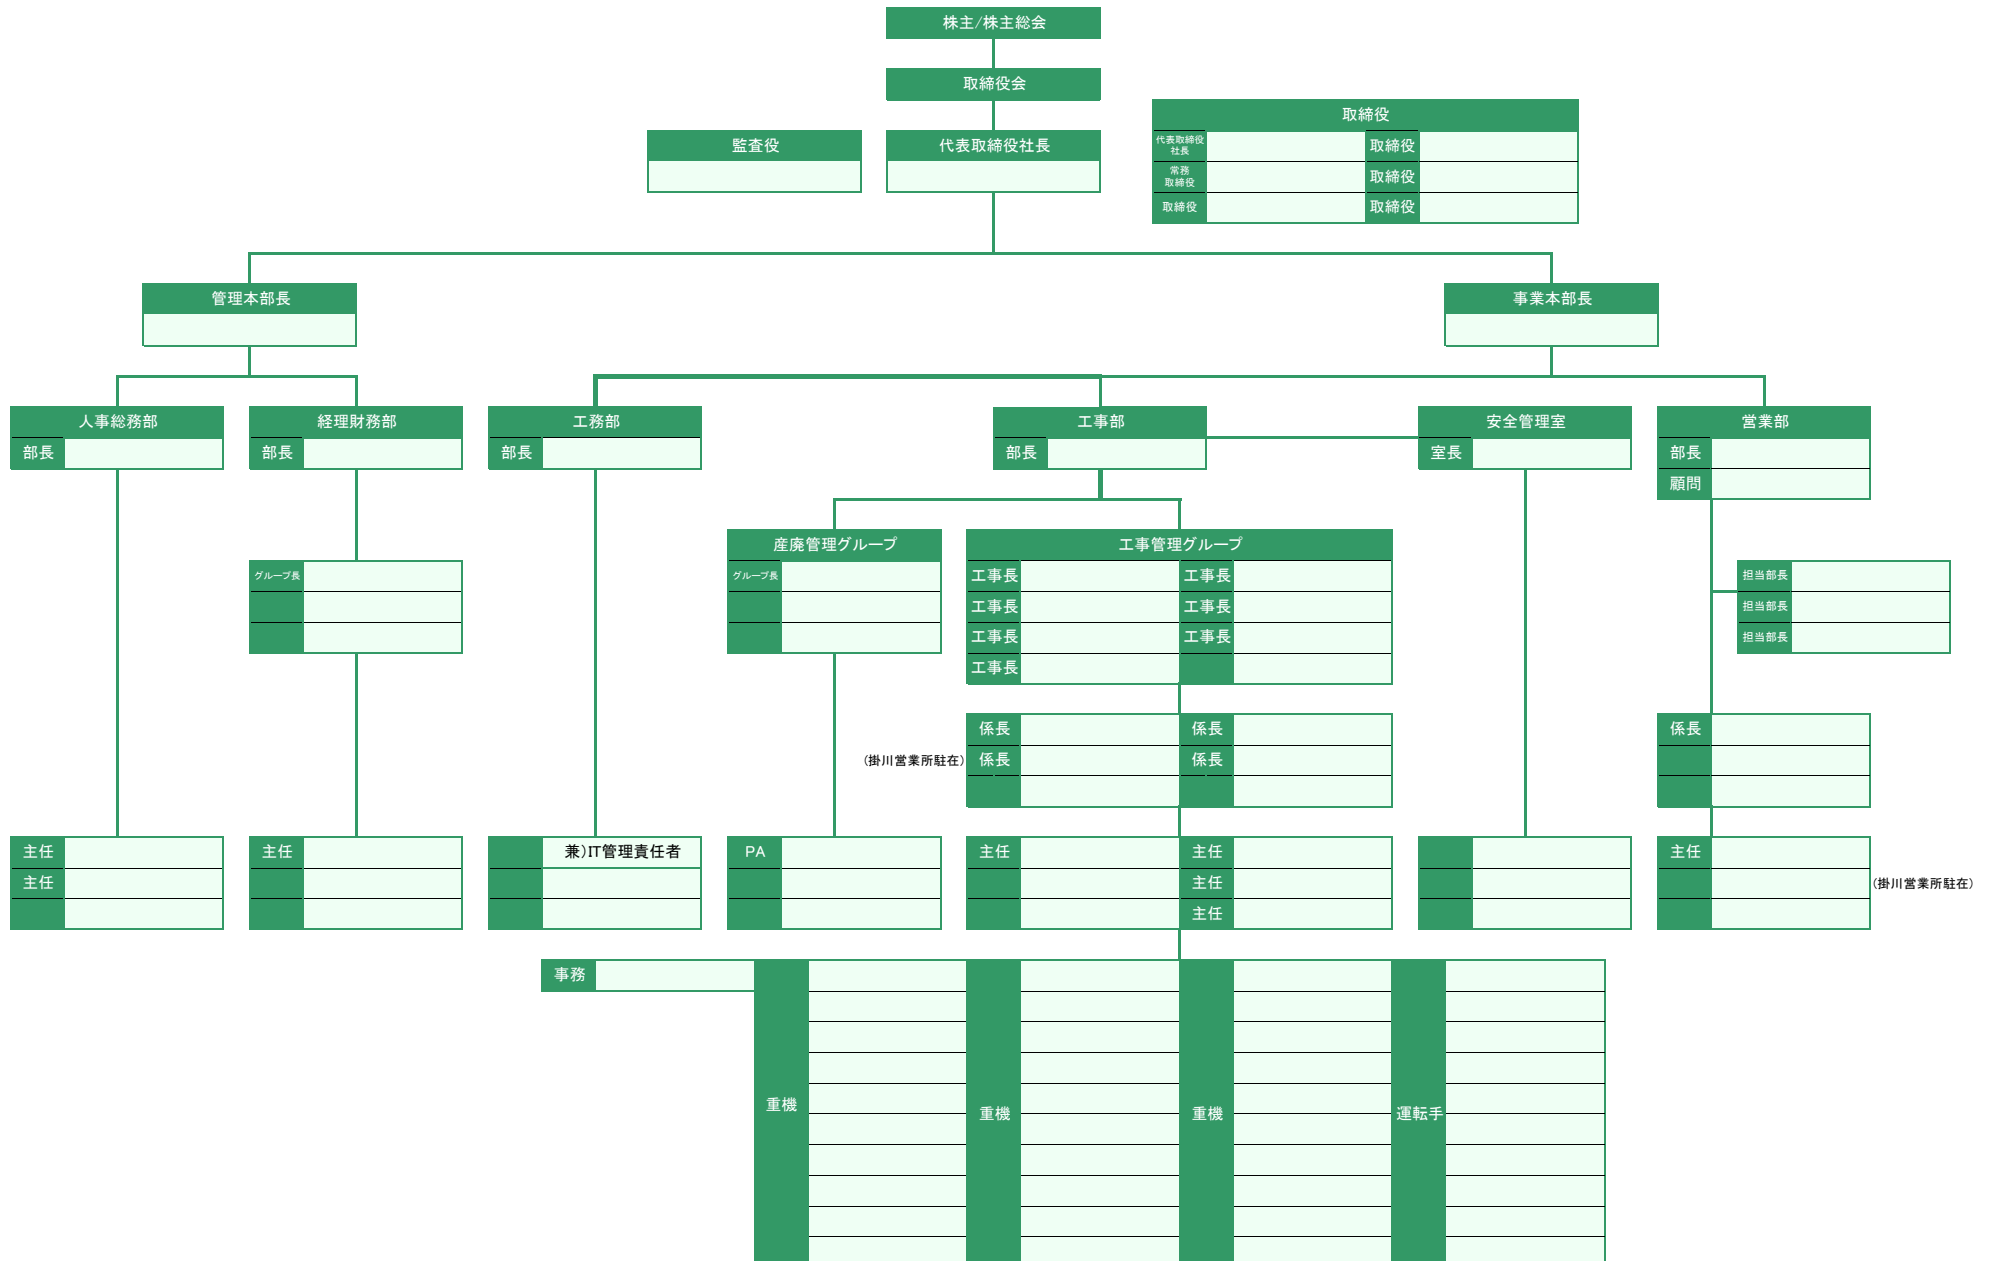 株主/株主総会
取締役会
取締役
監査役
代表取締役社長
代表取締役
社長
取締役
常務
取締役
取締役
取締役
取締役
管理本部長
事業本部長
人事総務部
経理財務部
工務部
工事部
安全管理室
営業部
部長
部長
部長
部長
室長
部長
顧問
産廃管理グループ
工事管理グループ
グループ長
グループ長
工事長
工事長
担当部長
工事長
工事長
担当部長
工事長
工事長
担当部長
工事長
係長
係長
係長
(掛川営業所駐在)
係長
係長
主任
主任
兼)IT管理責任者
PA
主任
主任
主任
主任
主任
(掛川営業所駐在)
主任
事務
重機
重機
重機
運転手